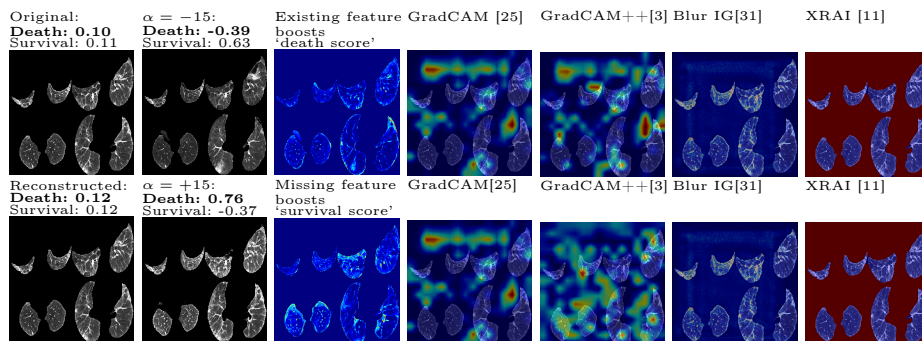 Original:
Death: 0.10
Survival: 0.11
α = −15:
Death: -0.39
Survival: 0.63
Existing feature
boosts
‘death score’
GradCAM [25]
GradCAM++[3]
Blur IG[31]
XRAI [11]
Reconstructed:
Death: 0.12
Survival: 0.12
α = +15:
Death: 0.76
Survival: -0.37
Missing feature
boosts
‘survival score’
GradCAM[25]
GradCAM++[3]
Blur IG[31]
XRAI [11]